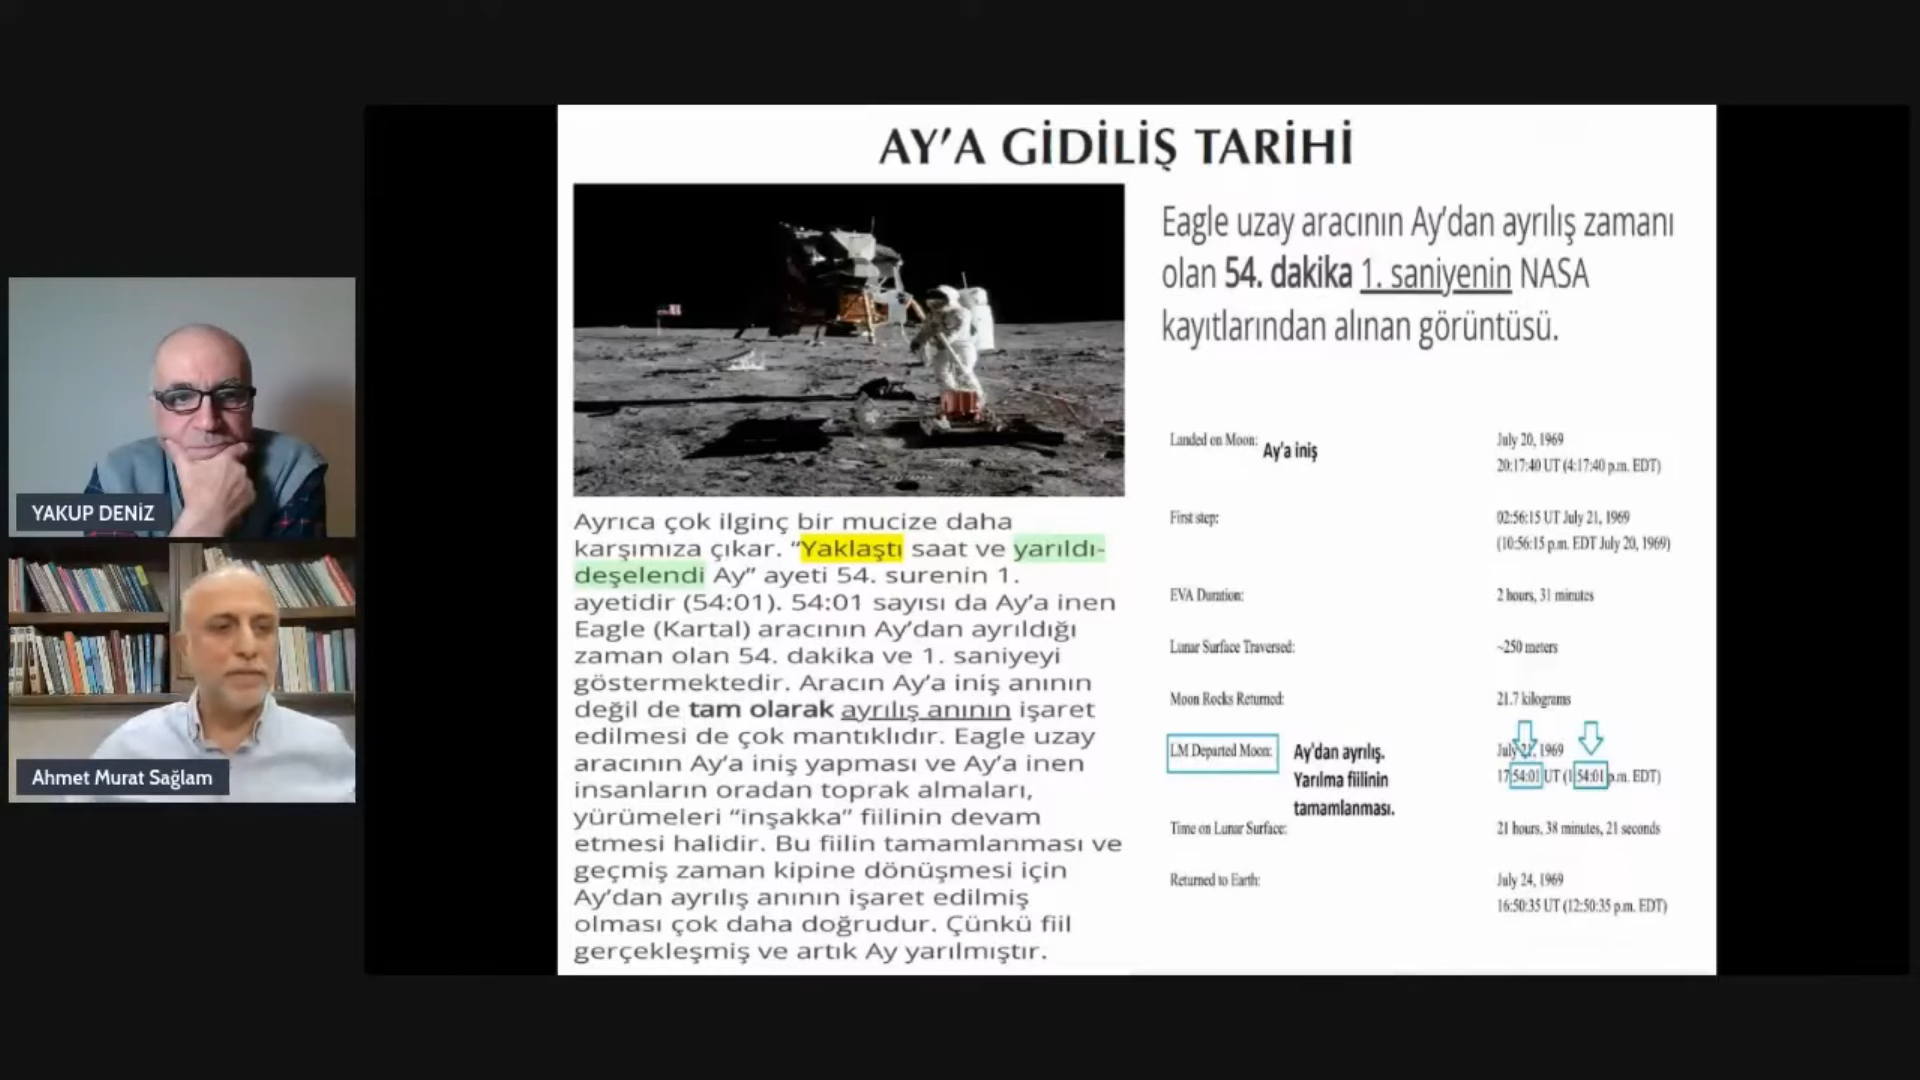 AY'A GİDİLİŞ TARİHİ
Ayrıca çok ilginç bir mucize daha
karşımıza çıkar. "Yaklaştı saat ve yarıldı-
deşelendi Ay" ayeti 54. surenin 1.
ayetidir (54:01). 54:01 sayısı da Ay'a inen
Eagle (Kartal) aracının Ay'dan ayrıldığı
zaman olan 54. dakika ve 1. saniyeyi
göstermektedir. Aracın Ay'a iniş anının
değil de tam olarak ayrılış anının işaret
edilmesi de çok mantıklıdır. Eagle uzay
aracının Ay'a iniş yapması ve Ay'a inen
insanların oradan toprak almaları,
yürümeleri "inşakka" fiilinin devam
etmesi halidir. Bu fiilin tamamlanması ve
geçmiş zaman kipine dönüşmesi için
Ay'dan ayrılış anının işaret edilmiş
olması çok daha doğrudur. Çünkü fiil
gerçekleşmiş ve artık Ay yarılmıştır.
Eagle uzay aracının Ay'dan ayrılış zamanı
olan 54. dakika 1. saniyenin NASA
kayıtlarından alınan görüntüsü.
Landed on Moon: Ay'a iniş July 20, 1969
20:17:40 UT (4:17:40 p.m. EDT)
First step: 02:56:15 UT July 21, 1969
(10:56:15 p.m. EDT July 20, 1969)
EVA Duration: 2 hours, 31 minutes
Lunar Surface Traversed: ~250 meters
Moon Rocks Returned: 21.7 kilograms
LM Departed Moon: Ay'dan ayrılış. July 21, 1969
Yarılma fiilinin 17 54:01 UT (1 54:01 p.m. EDT)
tamamlanması.
Time on Lunar Surface: 21 hours, 38 minutes, 21 seconds
Returned to Earth: July 24, 1969
16:50:35 UT (12:50:35 p.m. EDT)
YAKUP DENİZ
Ahmet Murat Sağlam